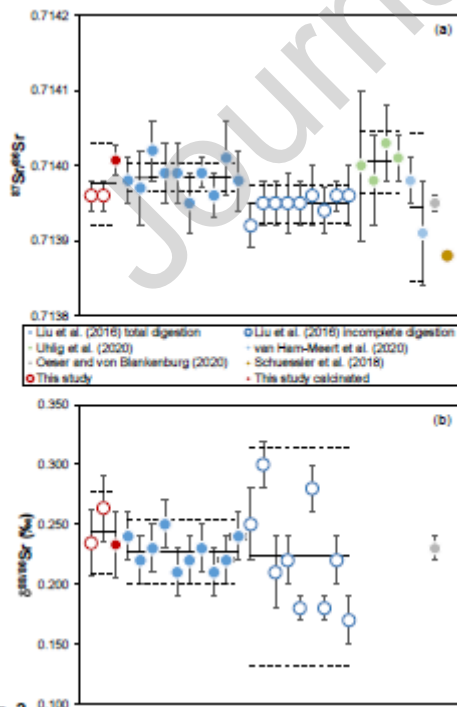 0.7142
(a)
0.7141
0.7140
0.7139
0.7138
⁸⁷Sr/⁸⁶Sr
Journ
Liu et al. (2016) total digestion
Liu et al. (2016) incomplete digestion
Uhlig et al. (2020)
van Ham-Meert et al. (2020)
Oeser and von Blankenburg (2020)
Schuessler et al. (2018)
This study
This study calcinated
0.350
(b)
0.300
0.250
0.200
0.150
0.100
δ⁸⁸/⁸⁶Sr (‰)